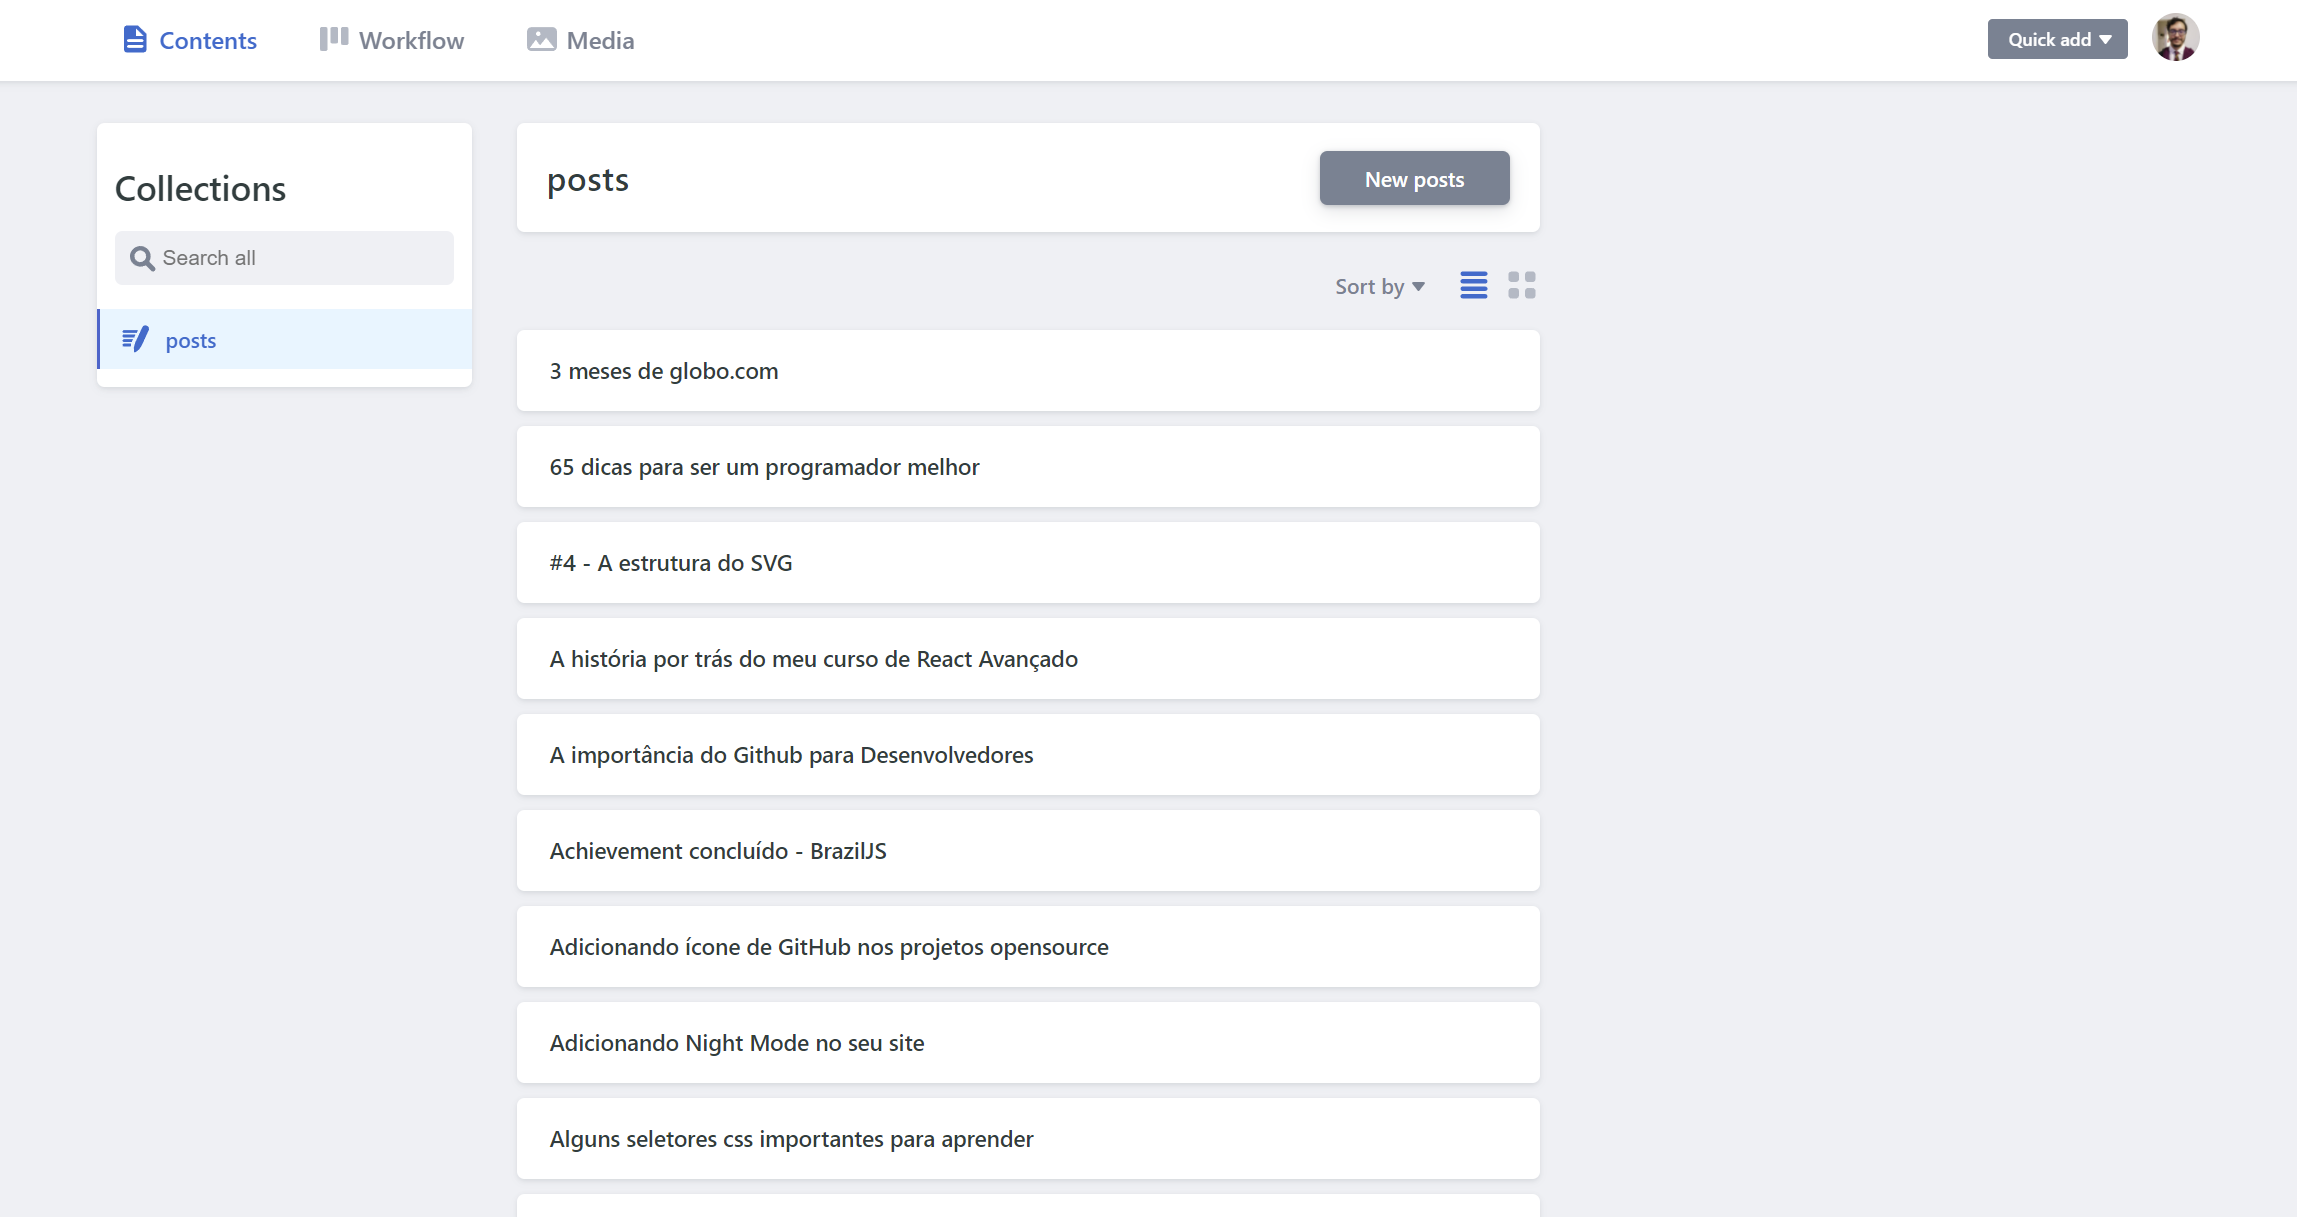 Contents
Workflow
Media
Quick add
Collections
Search all
posts
posts
New posts
Sort by
3 meses de globo.com
65 dicas para ser um programador melhor
#4 - A estrutura do SVG
A história por trás do meu curso de React Avançado
A importância do Github para Desenvolvedores
Achievement concluído - BrazilJS
Adicionando ícone de GitHub nos projetos opensource
Adicionando Night Mode no seu site
Alguns seletores css importantes para aprender